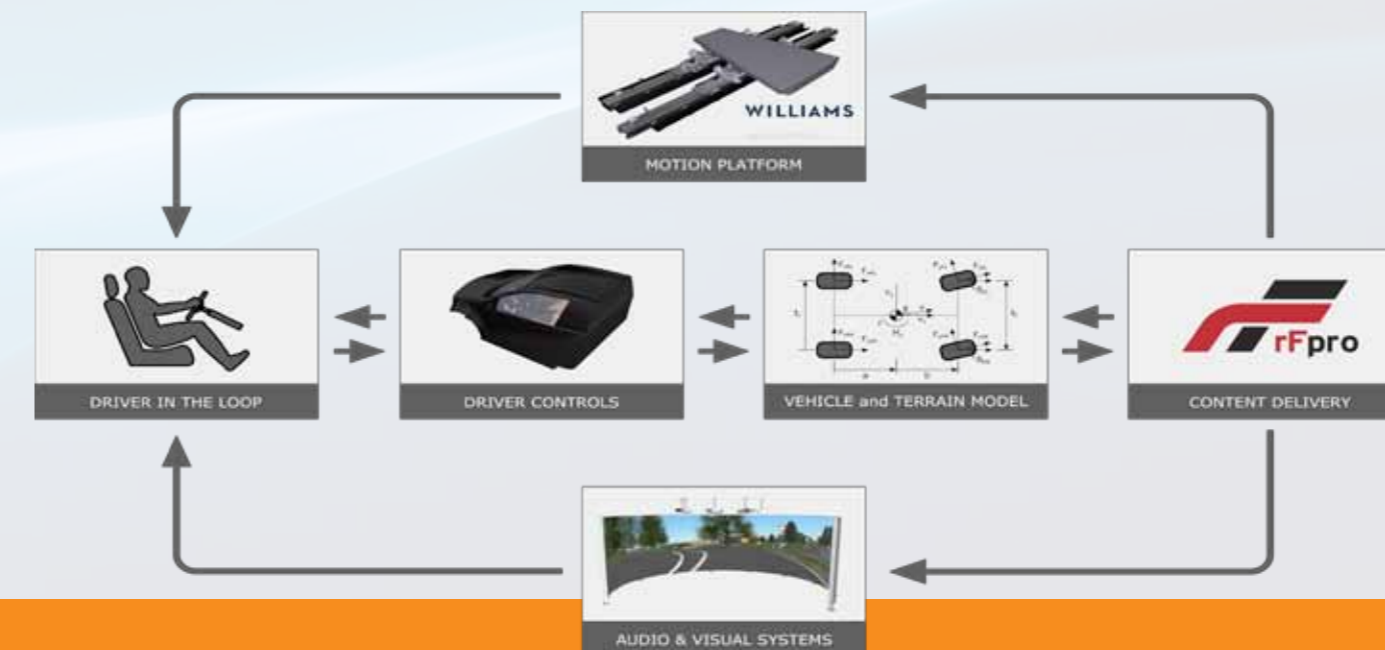 WILLIAMS
MOTION PLATFORM
DRIVER IN THE LOOP
DRIVER CONTROLS
VEHICLE and TERRAIN MODEL
rFpro
CONTENT DELIVERY
AUDIO & VISUAL SYSTEMS